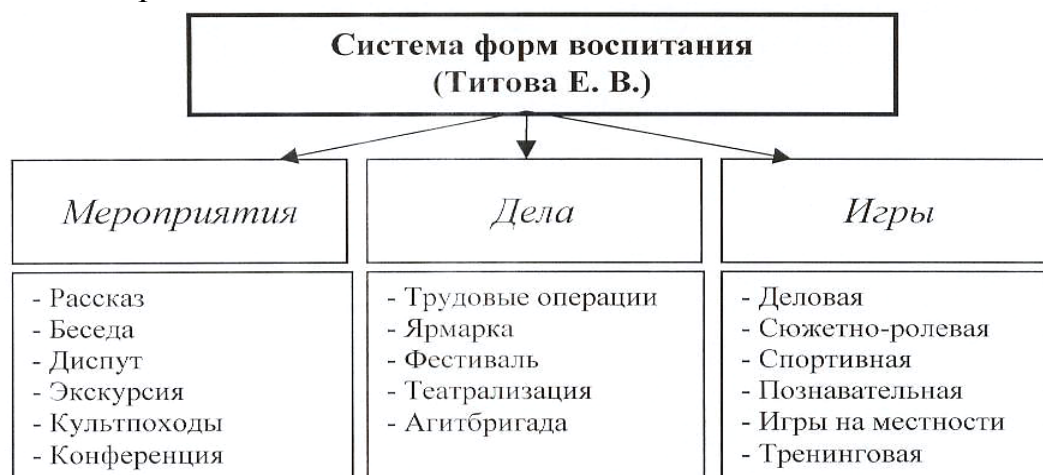 Система форм воспитания
(Титова Е. В.)
Мероприятия
Дела
Игры
- Рассказ
- Беседа
- Диспут
- Экскурсия
- Культпоходы
- Конференция
- Трудовые операции
- Ярмарка
- Фестиваль
- Театрализация
- Агитбригада
- Деловая
- Сюжетно-ролевая
- Спортивная
- Познавательная
- Игры на местности
- Тренинговая